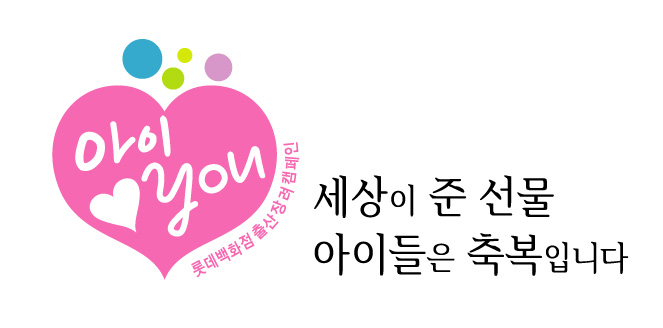 아이
you
롯데백화점 출산장려캠페인
세상이 준 선물
아이들은 축복입니다